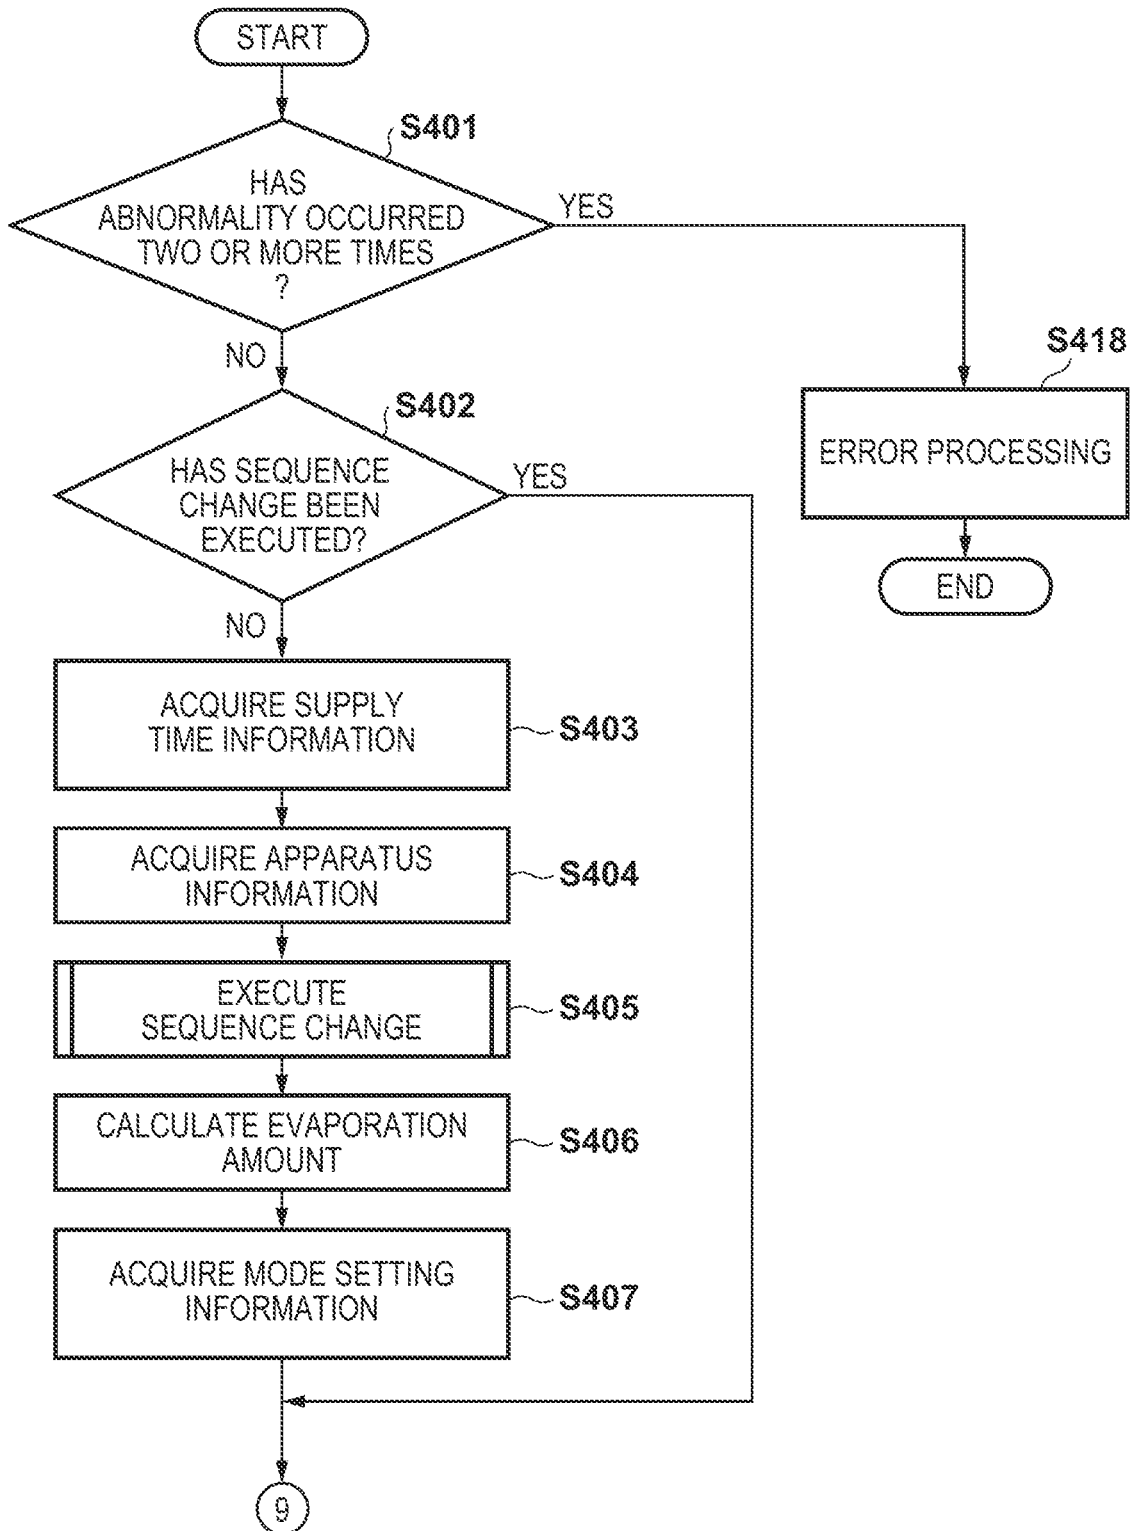 START
S401
HAS
ABNORMALITY OCCURRED
TWO OR MORE TIMES
?
YES
NO
S418
ERROR PROCESSING
END
S402
HAS SEQUENCE
CHANGE BEEN
EXECUTED?
YES
NO
ACQUIRE SUPPLY
TIME INFORMATION
S403
ACQUIRE APPARATUS
INFORMATION
S404
EXECUTE
SEQUENCE CHANGE
S405
CALCULATE EVAPORATION
AMOUNT
S406
ACQUIRE MODE SETTING
INFORMATION
S407
9